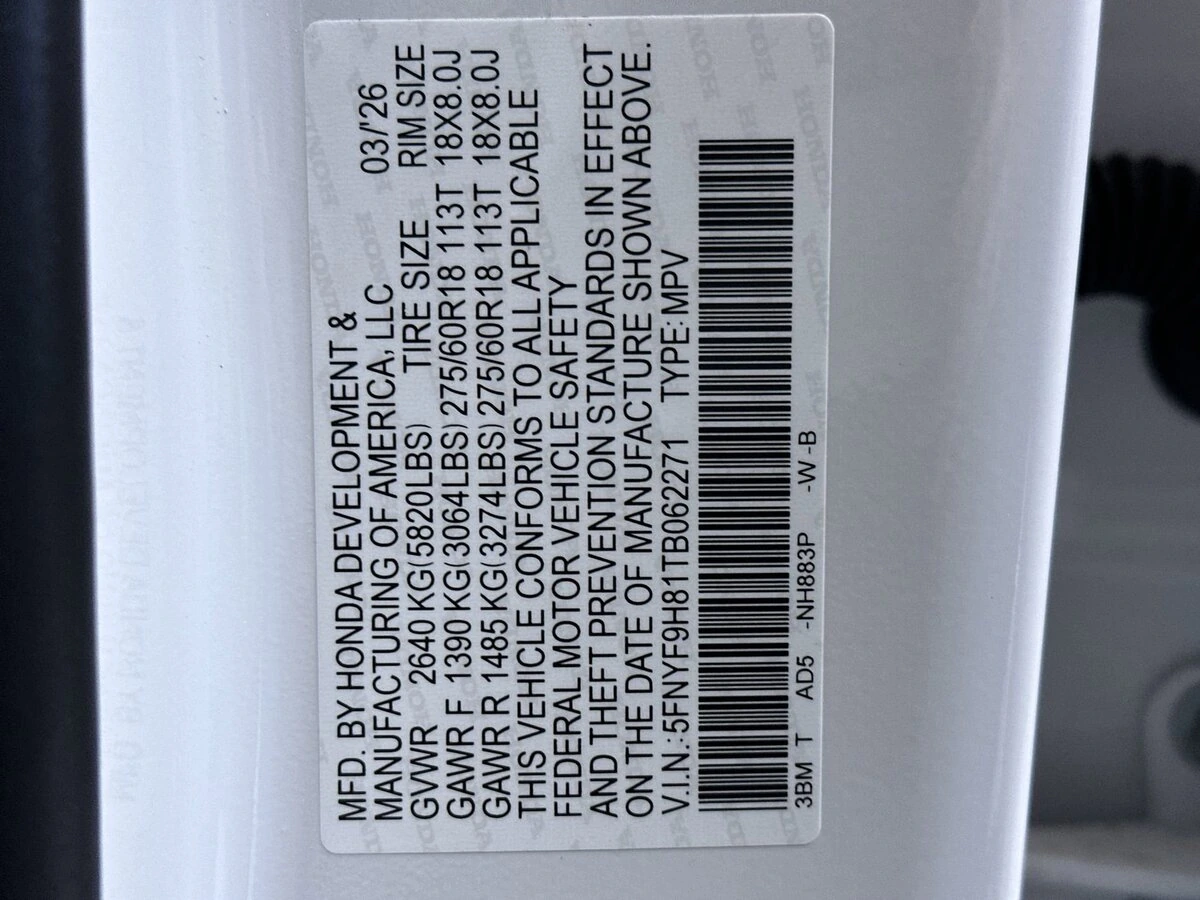 MFD. BY HONDA DEVELOPMENT &
MANUFACTURING OF AMERICA, LLC 03/'26
GVWR 2640 KG(5820LBS) TIRE SIZE RIM SIZE
GAWR F 1390 KG(3064LBS) 275/60R18 113T 18X8.0J
GAWR R 1485 KG(3274LBS) 275/60R18 113T 18X8.0J
THIS VEHICLE CONFORMS TO ALL APPLICABLE
FEDERAL MOTOR VEHICLE SAFETY
AND THEFT PREVENTION STANDARDS IN EFFECT
ON THE DATE OF MANUFACTURE SHOWN ABOVE.
V.I.N.:5FNYF9H81TB062271 TYPE:MPV
3BM T AD5 -NH883P -W -B